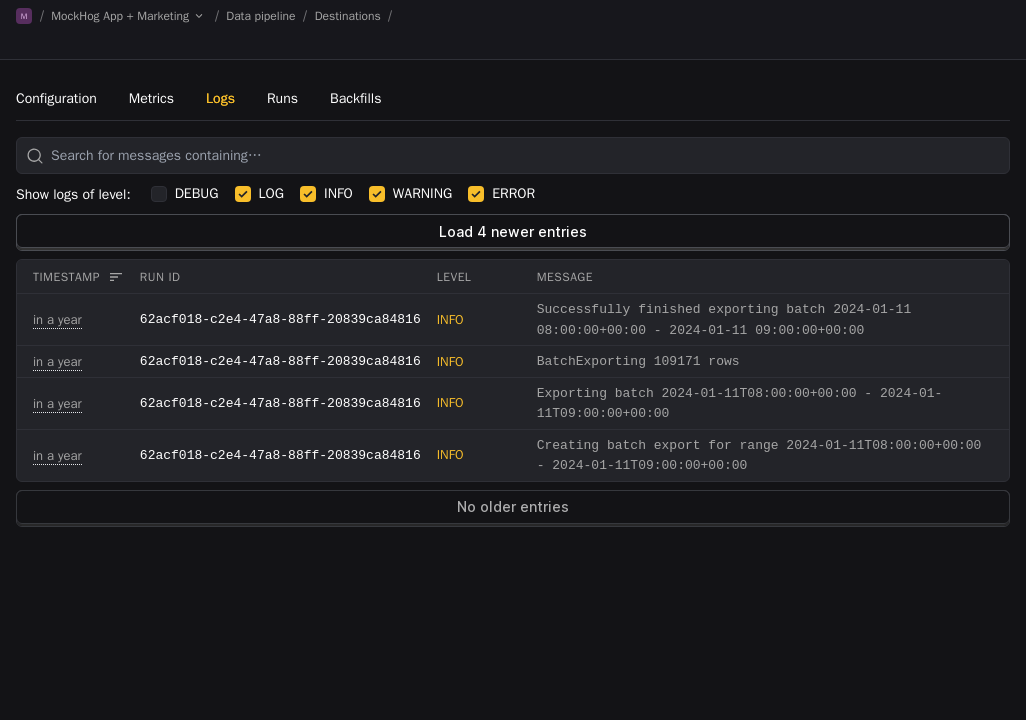 M / MockHog App + Marketing / Data pipeline / Destinations /
Configuration Metrics Logs Runs Backfills
Search for messages containing…
Show logs of level: DEBUG LOG INFO WARNING ERROR
Load 4 newer entries
TIMESTAMP RUN ID LEVEL MESSAGE
in a year 62acf018-c2e4-47a8-88ff-20839ca84816 INFO Successfully finished exporting batch 2024-01-11
08:00:00+00:00 - 2024-01-11 09:00:00+00:00
in a year 62acf018-c2e4-47a8-88ff-20839ca84816 INFO BatchExporting 109171 rows
in a year 62acf018-c2e4-47a8-88ff-20839ca84816 INFO Exporting batch 2024-01-11T08:00:00+00:00 - 2024-01-
11T09:00:00+00:00
in a year 62acf018-c2e4-47a8-88ff-20839ca84816 INFO Creating batch export for range 2024-01-11T08:00:00+00:00
- 2024-01-11T09:00:00+00:00
No older entries